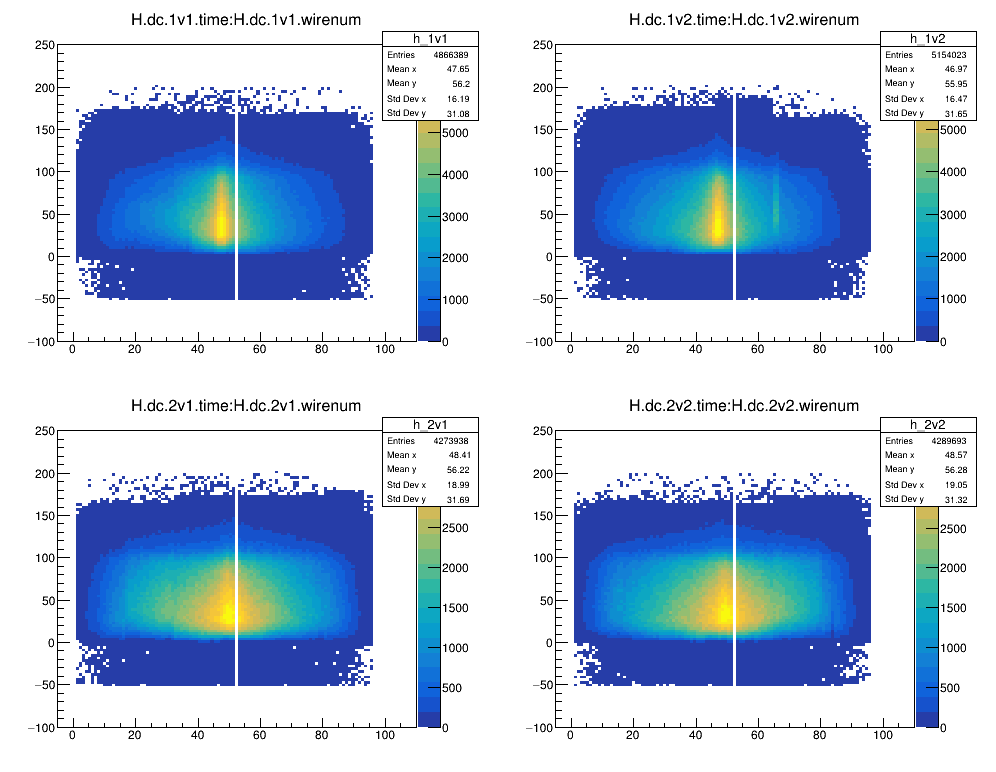 H.dc.1v1.time:H.dc.1v1.wirenum
h_1v1
Entries 4866389
Mean x 47.65
Mean y 56.2
Std Dev x 16.19
Std Dev y 31.08
250
200
150
100
50
0
−50
−100
0 20 40 60 80 100
5000
4000
3000
2000
1000
0
H.dc.1v2.time:H.dc.1v2.wirenum
h_1v2
Entries 5154023
Mean x 46.97
Mean y 55.95
Std Dev x 16.47
Std Dev y 31.65
250
200
150
100
50
0
−50
−100
0 20 40 60 80 100
5000
4000
3000
2000
1000
0
H.dc.2v1.time:H.dc.2v1.wirenum
h_2v1
Entries 4273938
Mean x 48.41
Mean y 56.22
Std Dev x 18.99
Std Dev y 31.69
250
200
150
100
50
0
−50
−100
0 20 40 60 80 100
2500
2000
1500
1000
500
0
H.dc.2v2.time:H.dc.2v2.wirenum
h_2v2
Entries 4289693
Mean x 48.57
Mean y 56.28
Std Dev x 19.05
Std Dev y 31.32
250
200
150
100
50
0
−50
−100
0 20 40 60 80 100
2500
2000
1500
1000
500
0